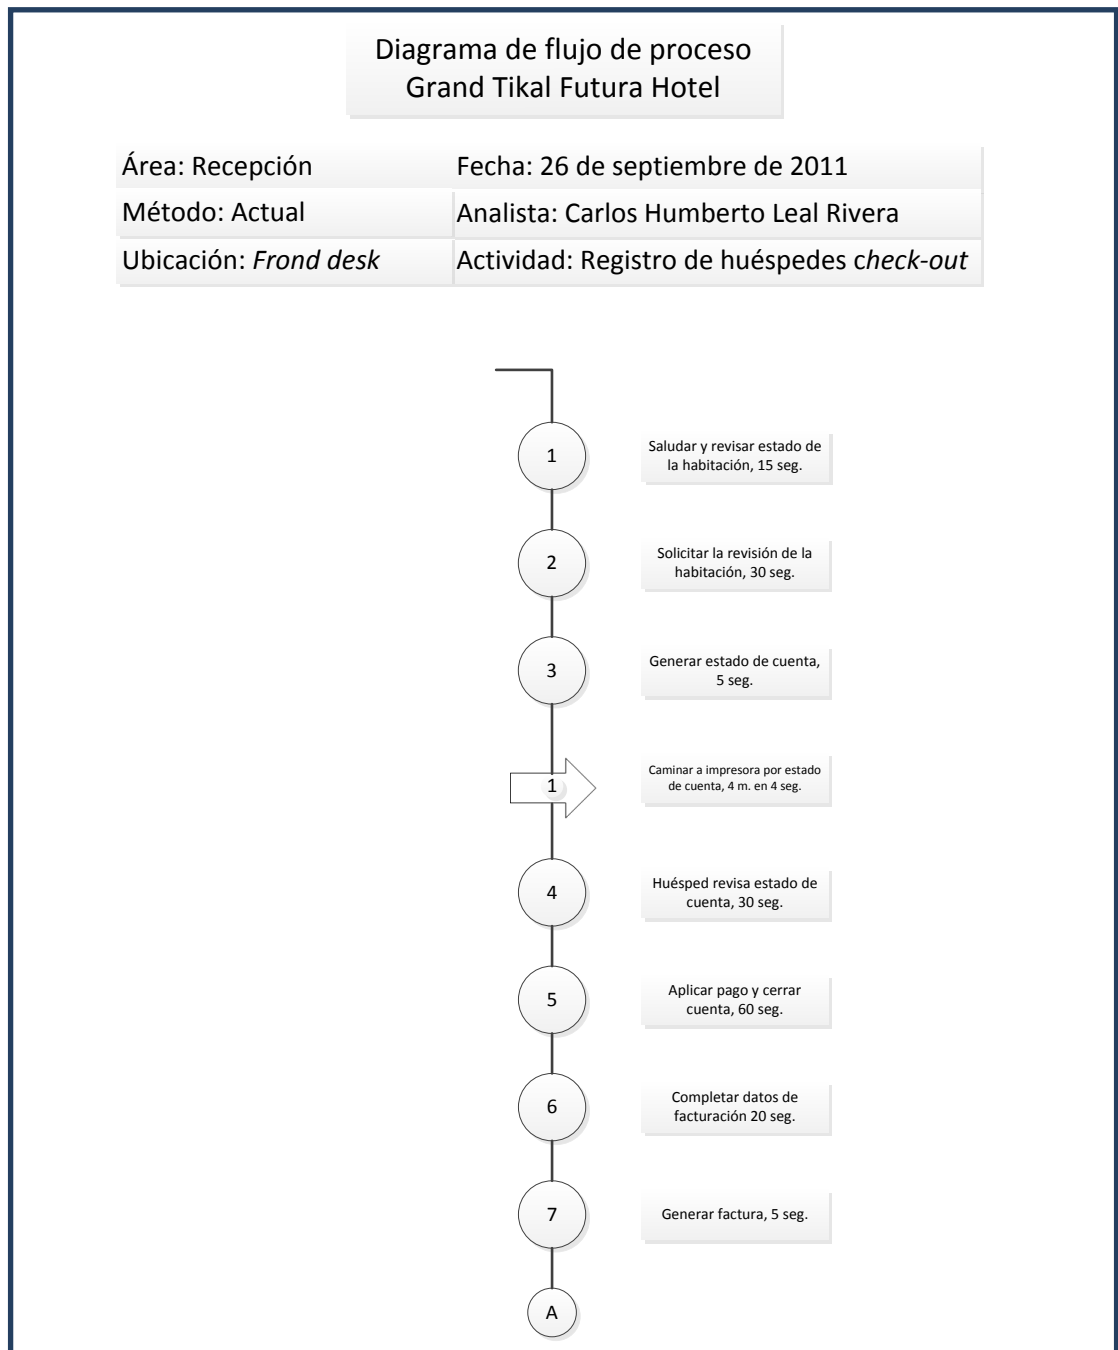 Diagrama de flujo de proceso
Grand Tikal Futura Hotel
Área: Recepción
Fecha: 26 de septiembre de 2011
Método: Actual
Analista: Carlos Humberto Leal Rivera
Ubicación: Frond desk
Actividad: Registro de huéspedes check-out
1
Saludar y revisar estado de
la habitación, 15 seg.
2
Solicitar la revisión de la
habitación, 30 seg.
3
Generar estado de cuenta,
5 seg.
1
Caminar a impresora por estado
de cuenta, 4 m. en 4 seg.
4
Huésped revisa estado de
cuenta, 30 seg.
5
Aplicar pago y cerrar
cuenta, 60 seg.
6
Completar datos de
facturación 20 seg.
7
Generar factura, 5 seg.
A